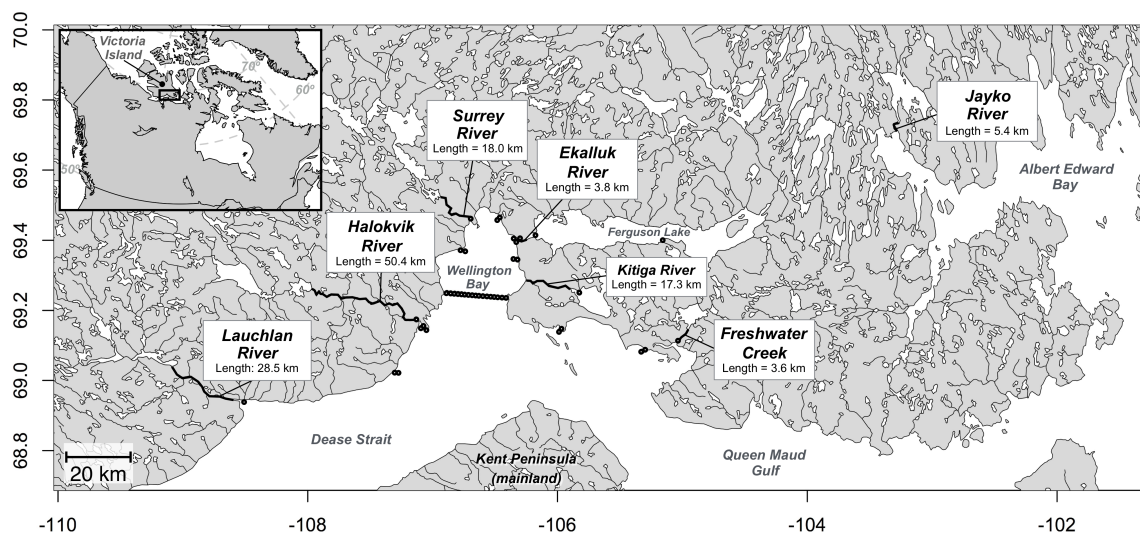 70.0
69.8
69.6
69.4
69.2
69.0
68.8
-110
-108
-106
-104
-102
Victoria
Island
70°
60°
50°
Surrey
River
Length = 18.0 km
Ekalluk
River
Length = 3.8 km
Jayko
River
Length = 5.4 km
Albert Edward
Bay
Halokvik
River
Length = 50.4 km
Ferguson Lake
Wellington
Bay
Kitiga River
Length = 17.3 km
Lauchlan
River
Length: 28.5 km
Freshwater
Creek
Length = 3.6 km
Dease Strait
Kent Peninsula
(mainland)
Queen Maud
Gulf
20 km